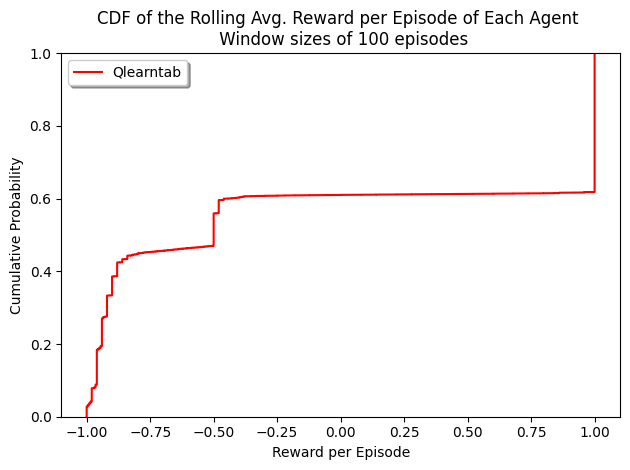 CDF of the Rolling Avg. Reward per Episode of Each Agent
Window sizes of 100 episodes
Qlearntab
Cumulative Probability
1.0
0.8
0.6
0.4
0.2
0.0
−1.00 −0.75 −0.50 −0.25 0.00 0.25 0.50 0.75 1.00
Reward per Episode